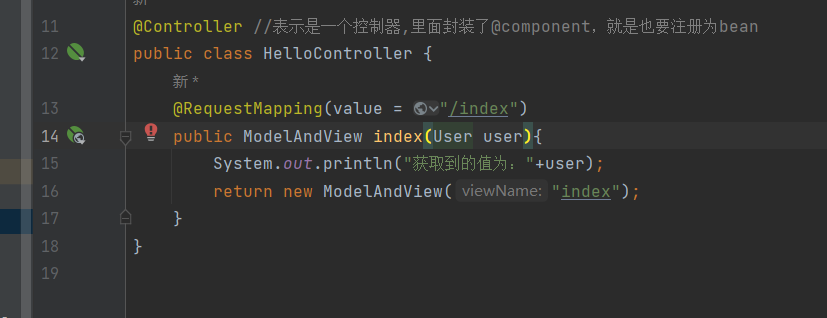 新
11 @Controller //表示是一个控制器,里面封装了@component，就是也要注册为bean
12 public class HelloController {
新 *
13 @RequestMapping(value = "/index")
14 public ModelAndView index(User user){
15 System.out.println("获取到的值为："+user);
16 return new ModelAndView( viewName: "index");
17 }
18 }
19